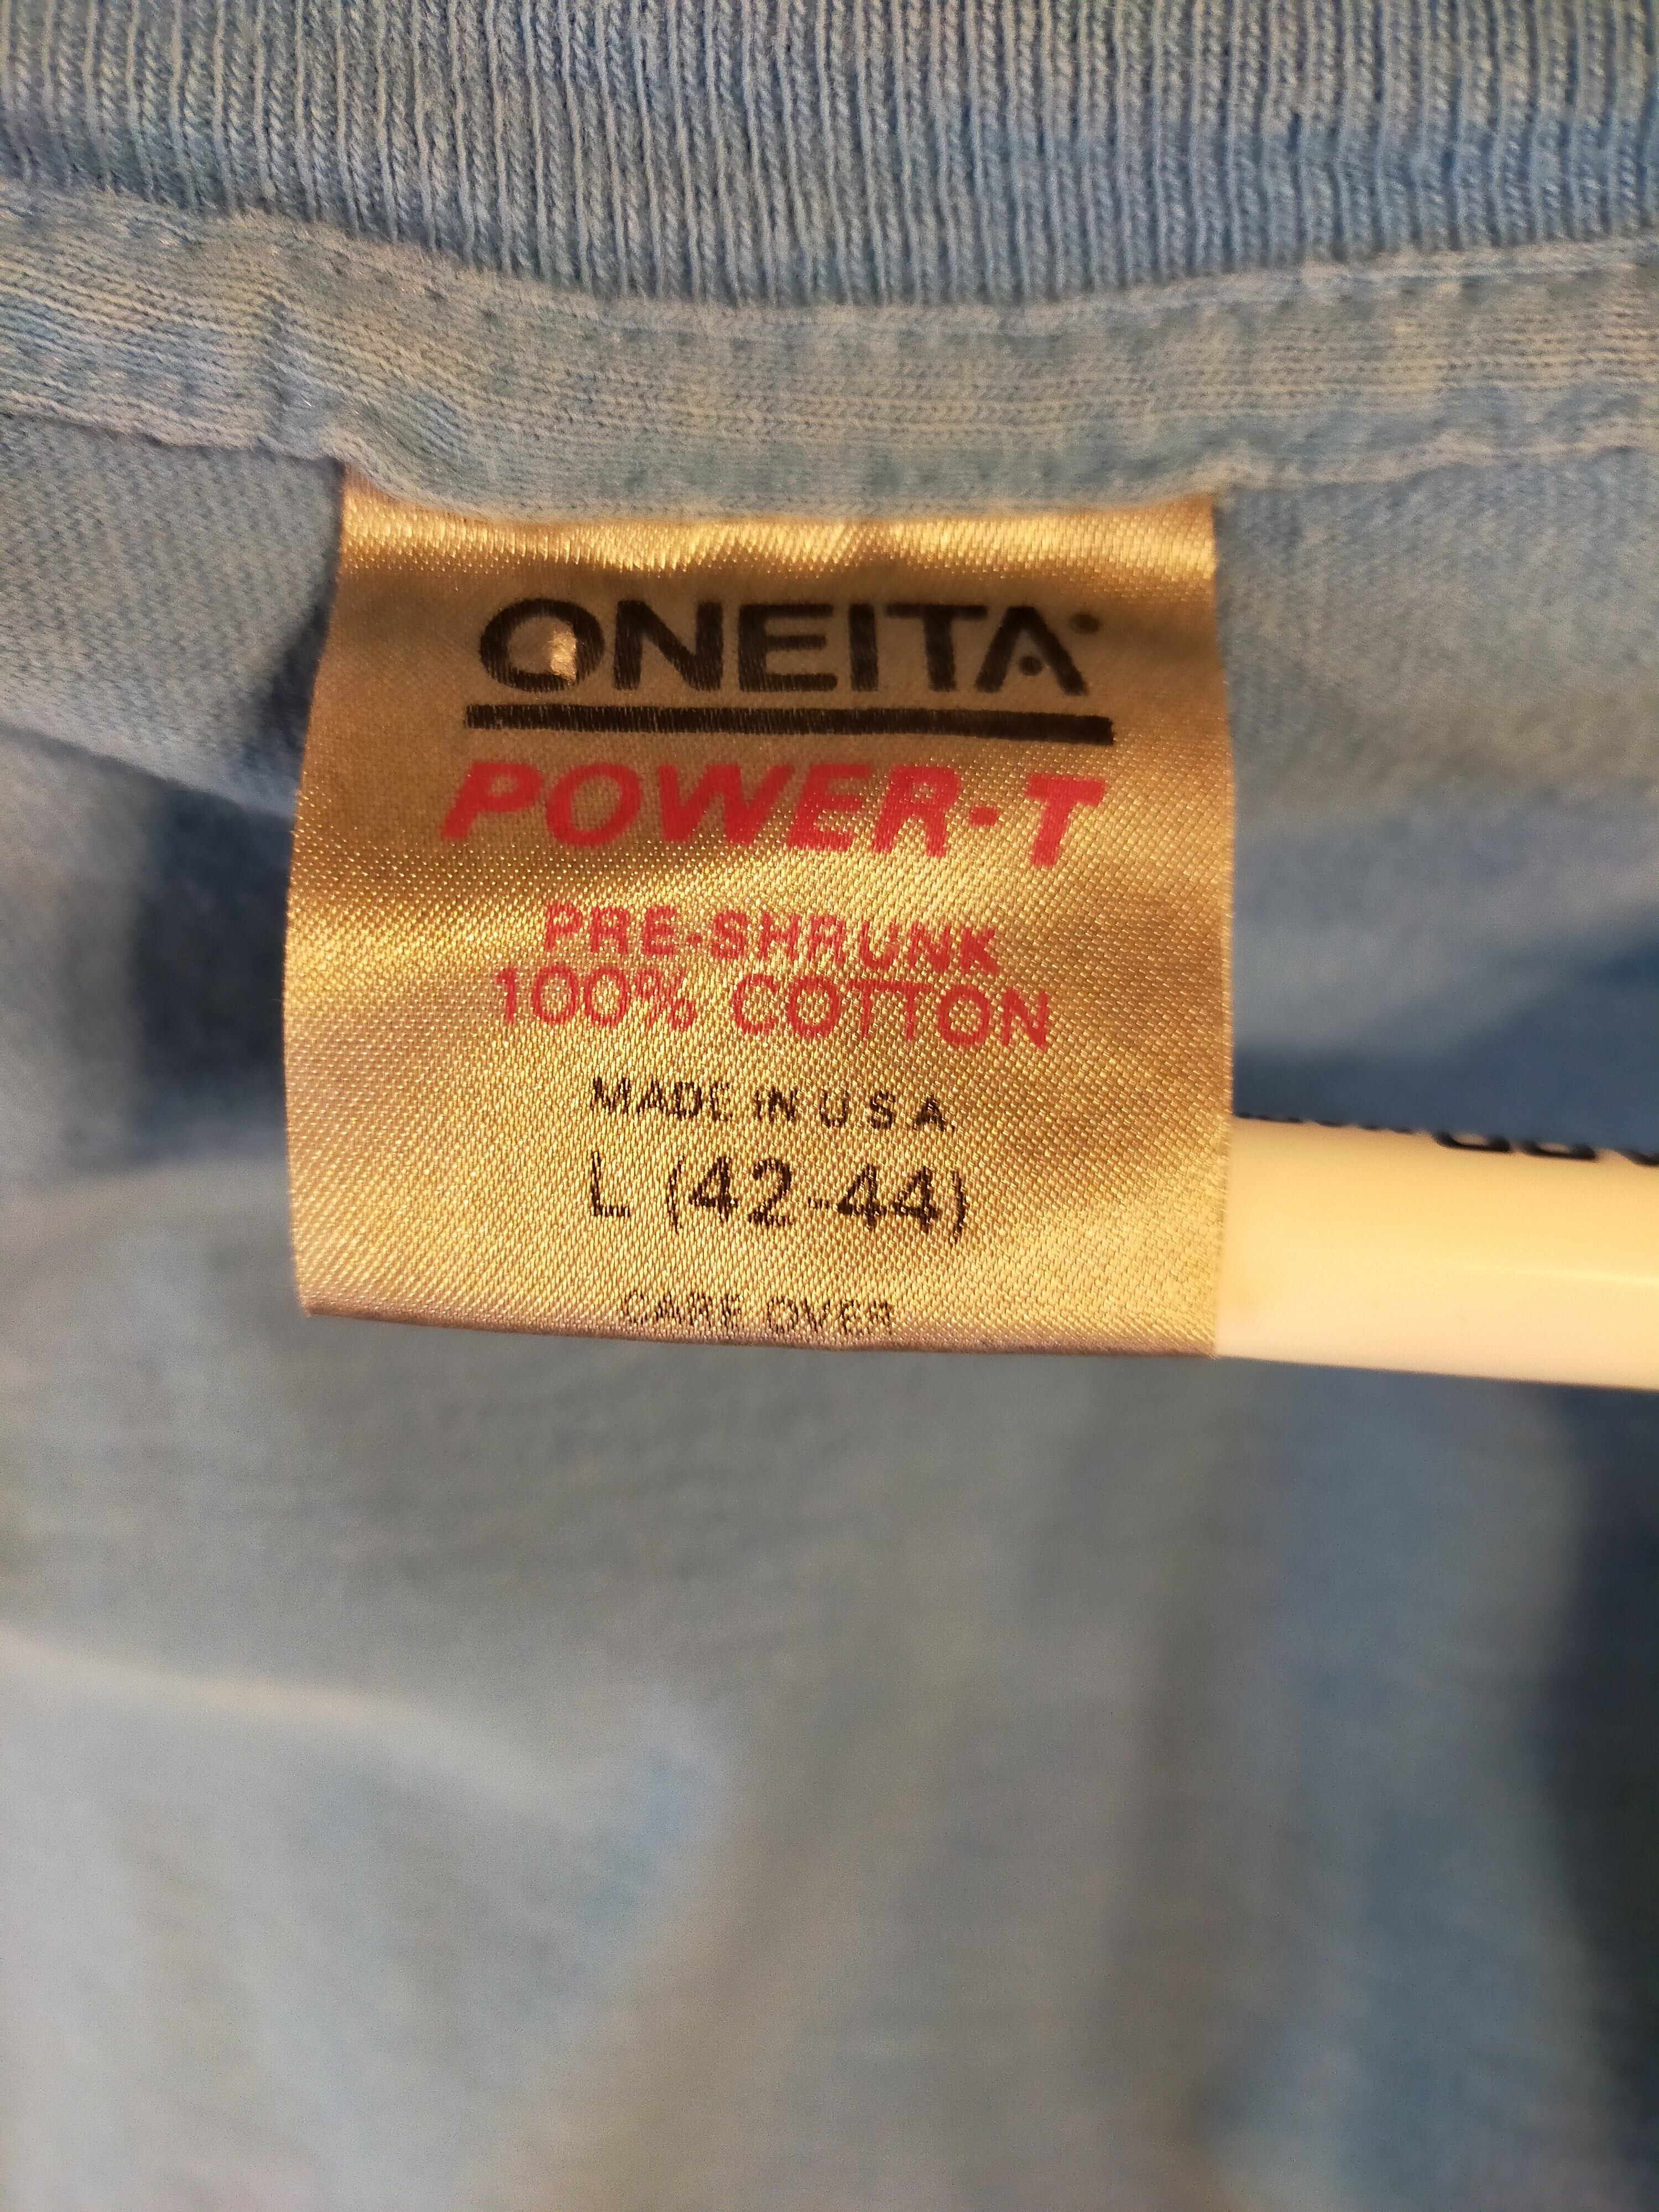 ONEITA
POWER-T
PRE-SHRUNK
100% COTTON
MADE IN U S A
L (42-44)
CARE OVER